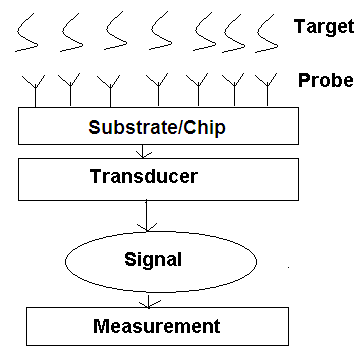 Target
Probe
Substrate/Chip
Transducer
Signal
Measurement